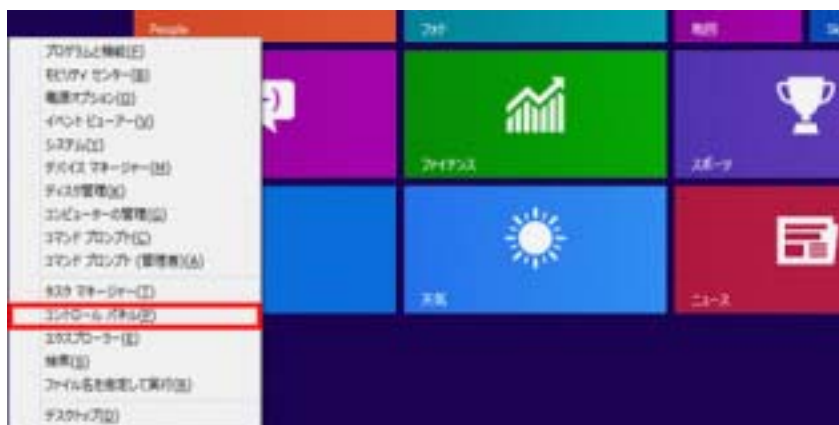 People
フォト
地図
プログラムと機能(F)
モビリティ センター(B)
電源オプション(O)
イベント ビューアー(V)
システム(Y)
デバイス マネージャー(M)
ディスク管理(K)
コンピューターの管理(G)
コマンド プロンプト(C)
コマンド プロンプト (管理者)(A)
タスク マネージャー(T)
コントロール パネル(P)
エクスプローラー(E)
検索(S)
ファイル名を指定して実行(R)
デスクトップ(D)
ファイナンス
スポーツ
天気
ニュース